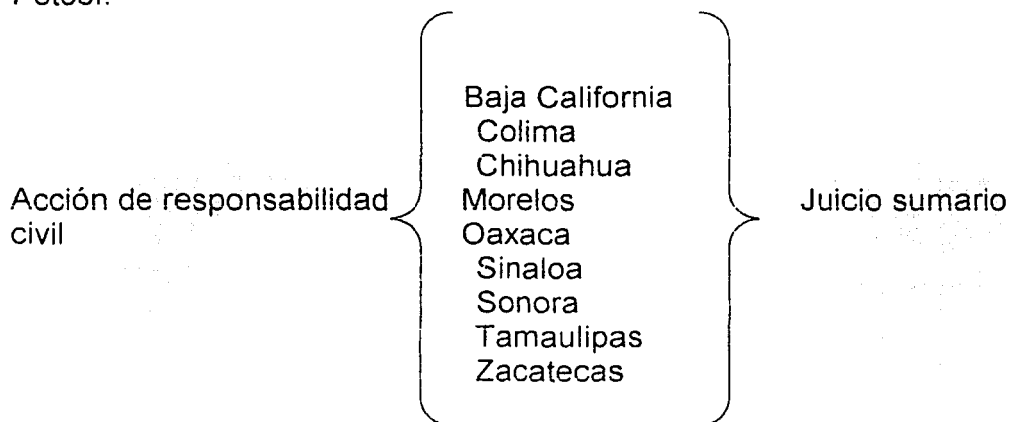 Baja California
Colima
Chihuahua
Acción de responsabilidad Morelos Juicio sumario
civil Oaxaca
Sinaloa
Sonora
Tamaulipas
Zacatecas